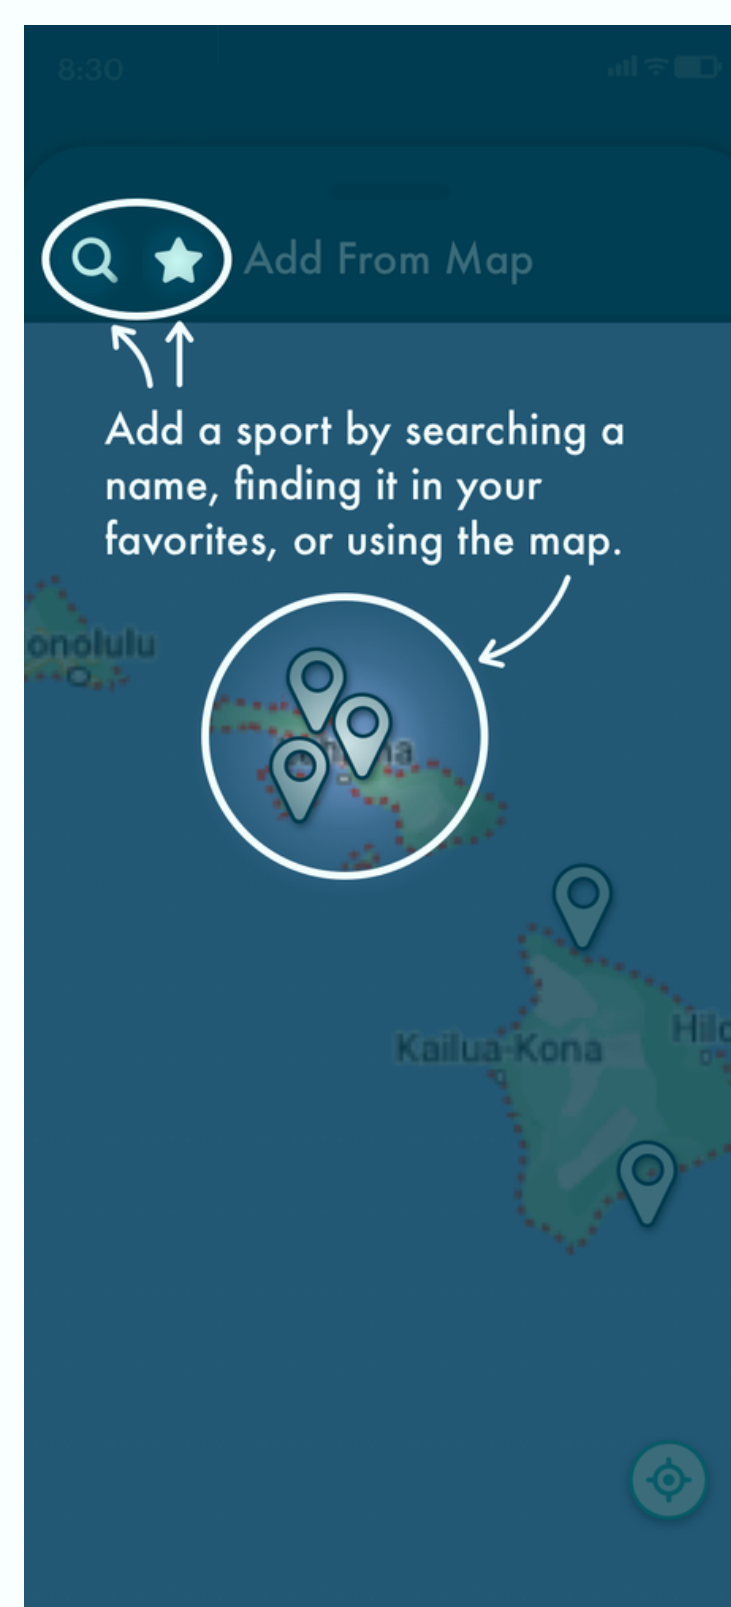 8:30
Add From Map
Add a sport by searching a
name, finding it in your
favorites, or using the map.
onolulu
Kailua-Kona
Hilo